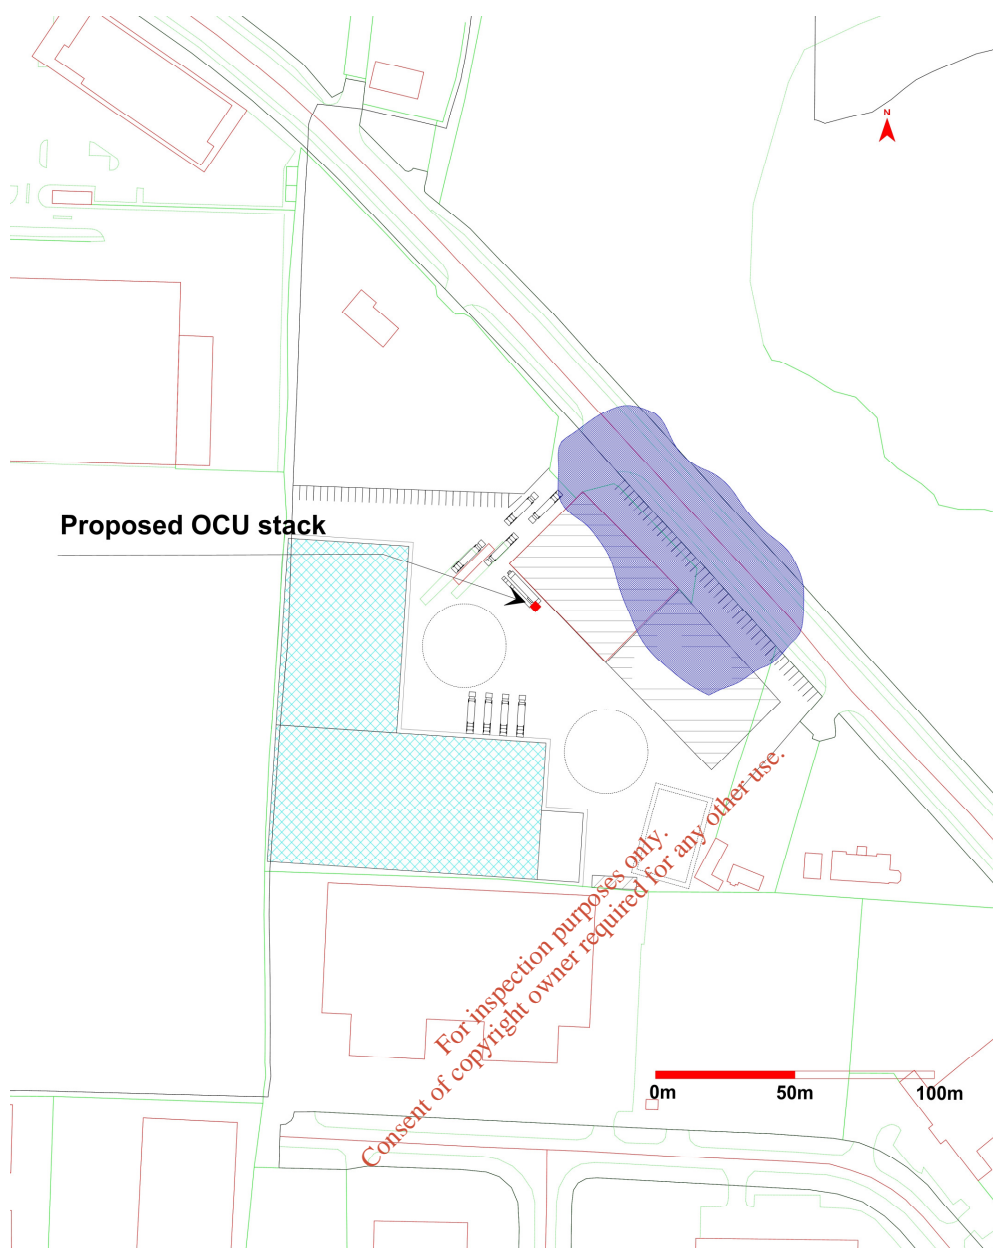 N
Proposed OCU stack
For inspection purposes only.
Consent of copyright owner required for any other use.
0m 50m 100m